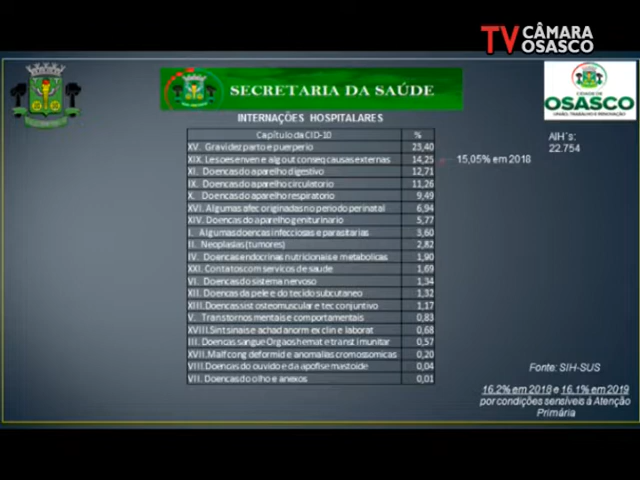 TV CÂMARA OSASCO
SECRETARIA DA SAÚDE
CIDADE DE
OSASCO
UNIÃO, TRABALHO E RENOVAÇÃO
INTERNAÇÕES HOSPITALARES
AIH´s:
22.754
Capítulo da CID-10 %
XV. Gravidez parto e puerperio 23,40
XIX. Lesoes enven e alg out conseq causas externas 14,25 15,05% em 2018
XI. Doencas do aparelho digestivo 12,71
IX. Doencas do aparelho circulatorio 11,26
X. Doencas do aparelho respiratorio 9,49
XVI. Algumas afec originadas no periodo perinatal 6,94
XIV. Doencas do aparelho geniturinario 5,77
I. Algumas doencas infecciosas e parasitarias 3,60
II. Neoplasias (tumores) 2,82
IV. Doencas endocrinas nutricionais e metabolicas 1,90
XXI. Contatos com servicos de saude 1,69
VI. Doencas do sistema nervoso 1,34
XII. Doencas da pele e do tecido subcutaneo 1,32
XIII. Doencas sist osteomuscular e tec conjuntivo 1,17
V. Transtornos mentais e comportamentais 0,83
XVIII. Sint sinais e achad anorm ex clin e laborat 0,68
III. Doencas sangue Orgaos hemat e transt imunitar 0,57
XVII. Malf cong deformid e anomalias cromossomicas 0,20
VIII. Doencas do ouvido e da apofise mastoide 0,04
VII. Doencas do olho e anexos 0,01
Fonte: SIH-SUS
16.2% em 2018 e 16.1% em 2019
por condições sensíveis à Atenção
Primária